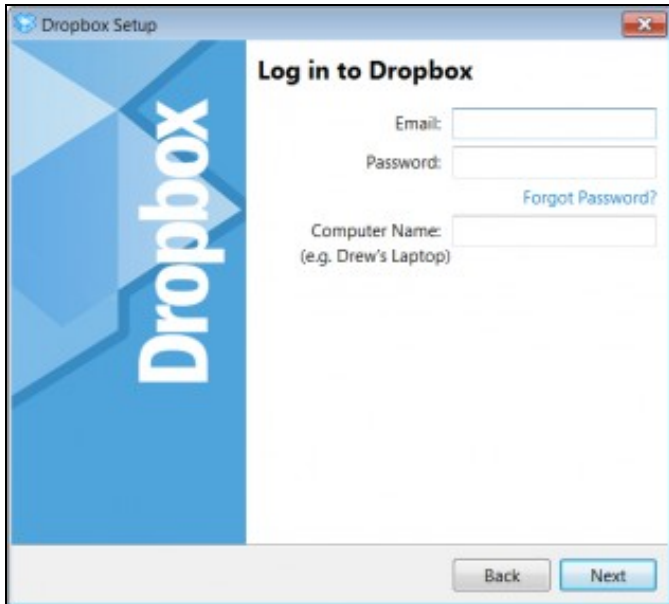 Dropbox Setup
Dropbox
Log in to Dropbox
Email:
Password:
Forgot Password?
Computer Name:
(e.g. Drew's Laptop)
Back
Next